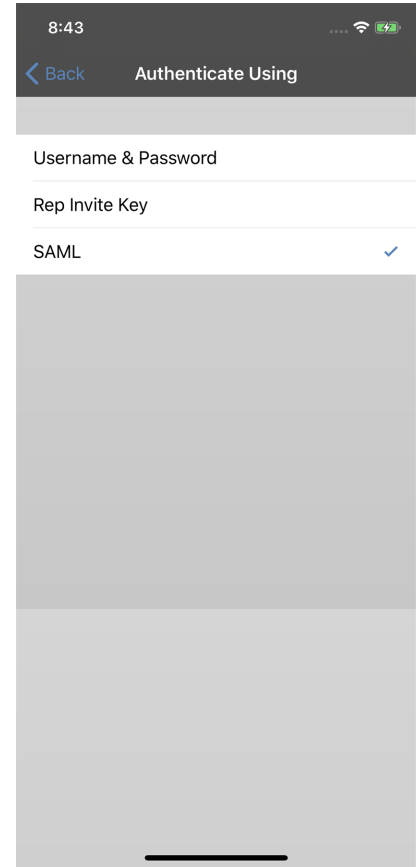 8:43
Back
Authenticate Using
Username & Password
Rep Invite Key
SAML